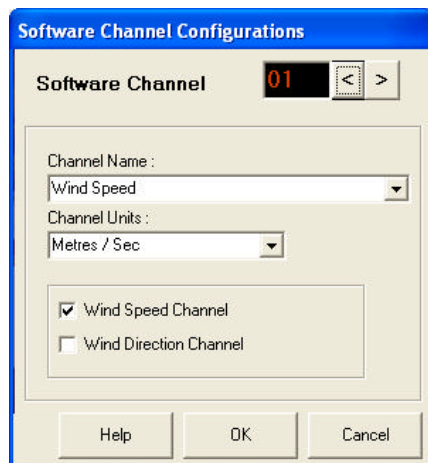 Software Channel Configurations
Software Channel 01 < >
Channel Name :
Wind Speed
Channel Units :
Metres / Sec
Wind Speed Channel
Wind Direction Channel
Help OK Cancel